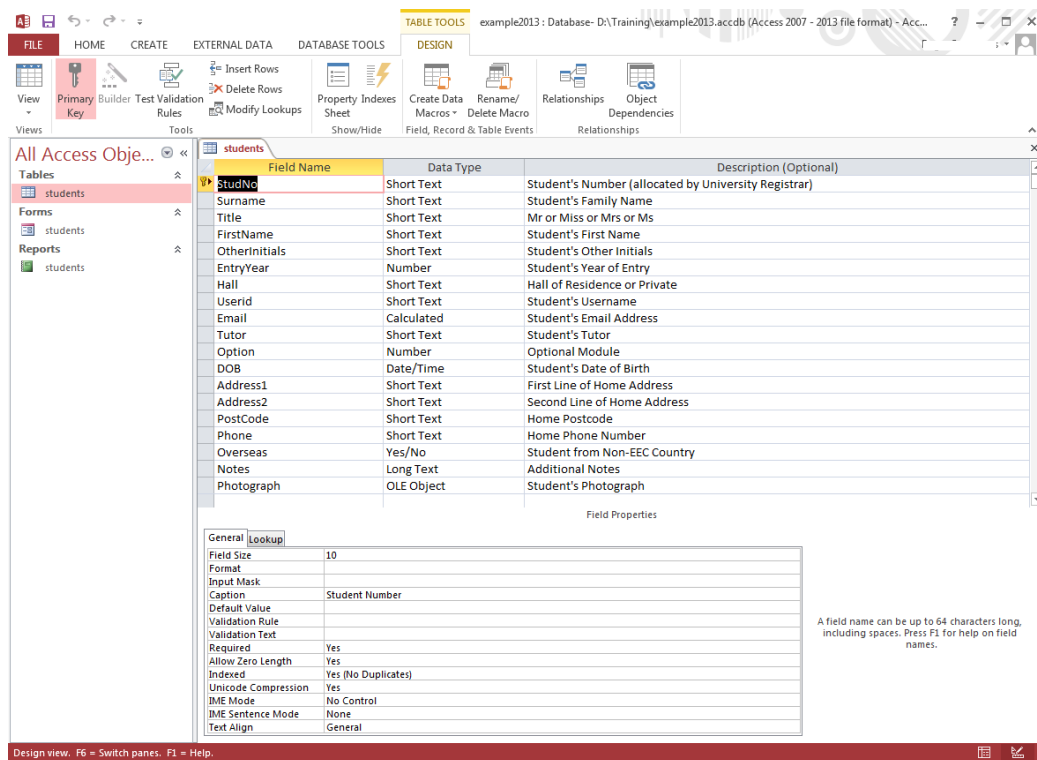 TABLE TOOLS example2013 : Database- D:\Training\example2013.accdb (Access 2007 - 2013 file format) - Acc... ?
FILE HOME CREATE EXTERNAL DATA DATABASE TOOLS DESIGN
View
Primary Key
Builder
Test Validation Rules
Insert Rows
Delete Rows
Modify Lookups
Property Sheet
Indexes
Create Data Macros
Rename/ Delete Macro
Relationships
Object Dependencies
Views Tools Show/Hide Field, Record & Table Events Relationships
All Access Obje...
Tables
students
Forms
students
Reports
students
students
Field Name Data Type Description (Optional)
StudNo Short Text Student's Number (allocated by University Registrar)
Surname Short Text Student's Family Name
Title Short Text Mr or Miss or Mrs or Ms
FirstName Short Text Student's First Name
OtherInitials Short Text Student's Other Initials
EntryYear Number Student's Year of Entry
Hall Short Text Hall of Residence or Private
Userid Short Text Student's Username
Email Calculated Student's Email Address
Tutor Short Text Student's Tutor
Option Number Optional Module
DOB Date/Time Student's Date of Birth
Address1 Short Text First Line of Home Address
Address2 Short Text Second Line of Home Address
PostCode Short Text Home Postcode
Phone Short Text Home Phone Number
Overseas Yes/No Student from Non-EEC Country
Notes Long Text Additional Notes
Photograph OLE Object Student's Photograph
Field Properties
General Lookup
Field Size 10
Format
Input Mask
Caption Student Number
Default Value
Validation Rule
Validation Text
Required Yes
Allow Zero Length Yes
Indexed Yes (No Duplicates)
Unicode Compression Yes
IME Mode No Control
IME Sentence Mode None
Text Align General
A field name can be up to 64 characters long,
including spaces. Press F1 for help on field
names.
Design view. F6 = Switch panes. F1 = Help.